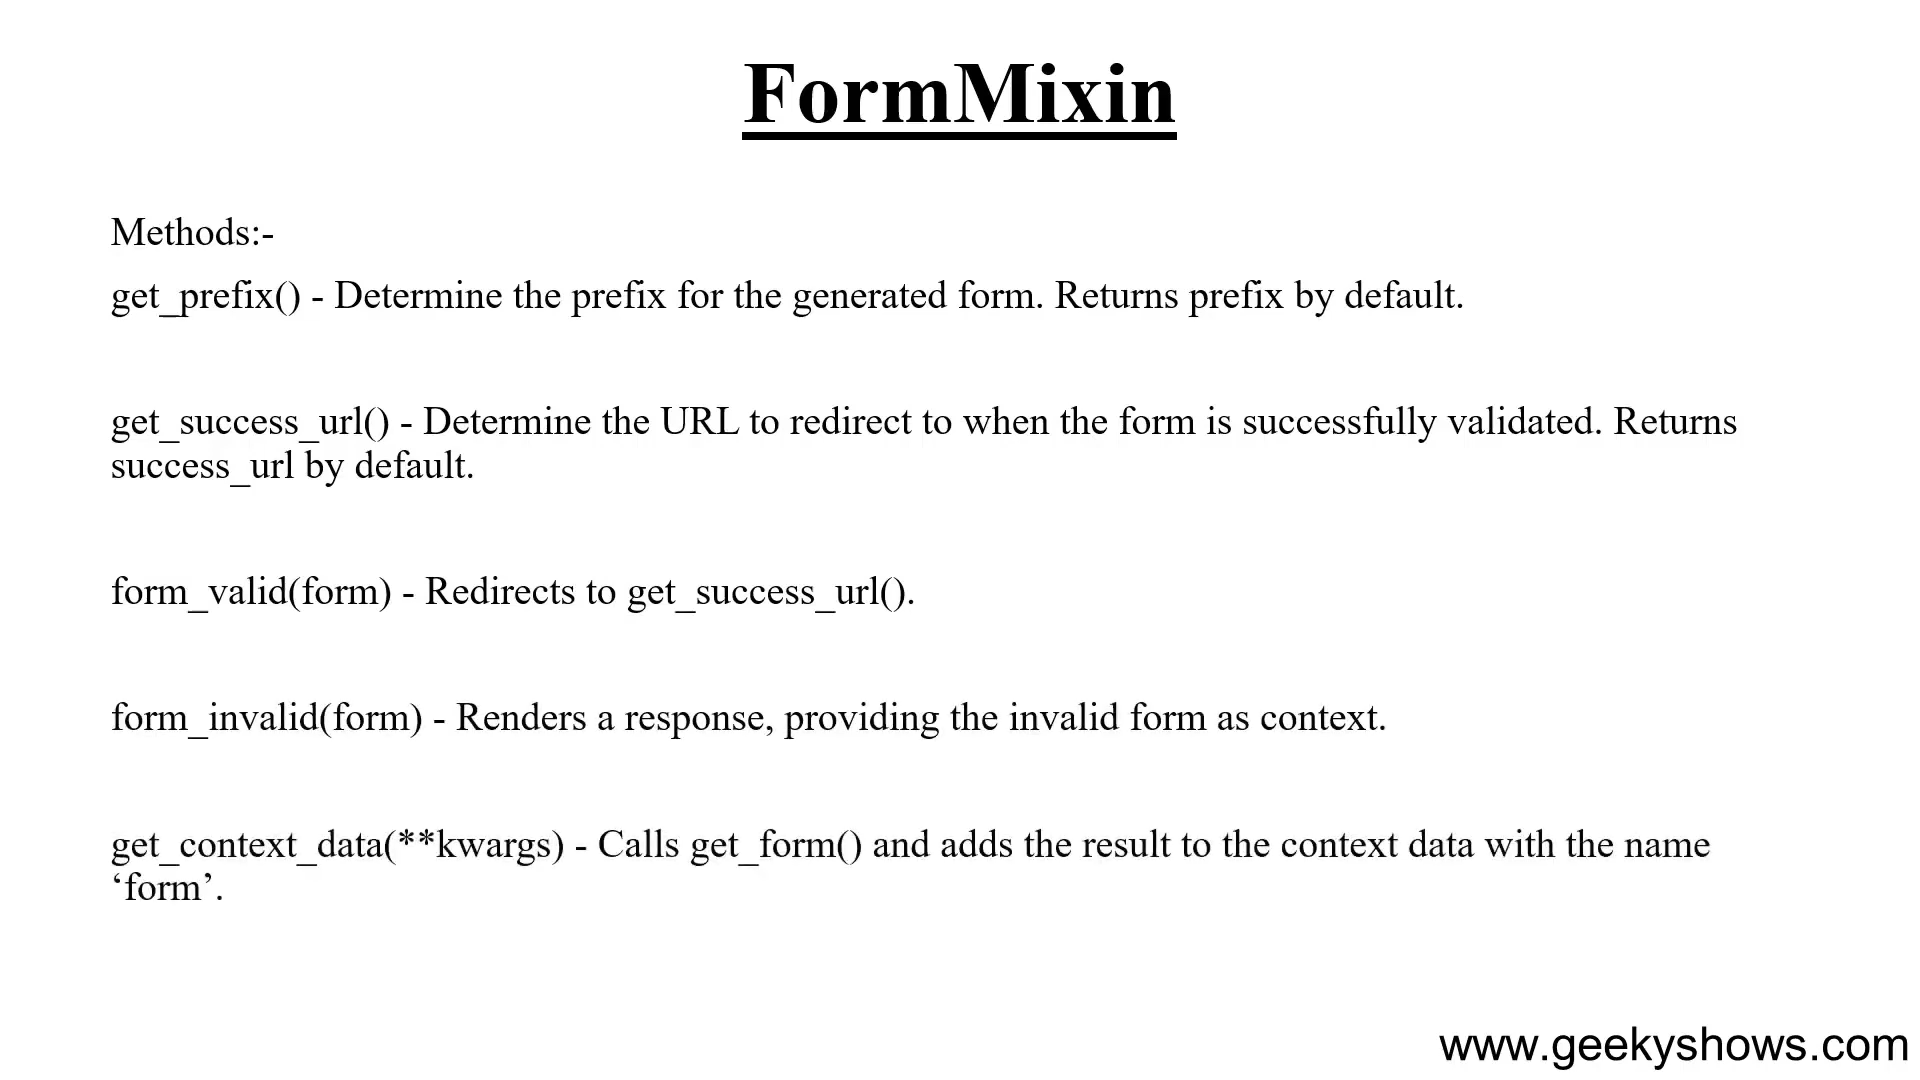 FormMixin
Methods:-
get_prefix() - Determine the prefix for the generated form. Returns prefix by default.
get_success_url() - Determine the URL to redirect to when the form is successfully validated. Returns
success_url by default.
form_valid(form) - Redirects to get_success_url().
form_invalid(form) - Renders a response, providing the invalid form as context.
get_context_data(**kwargs) - Calls get_form() and adds the result to the context data with the name
‘form’.
www.geekyshows.com